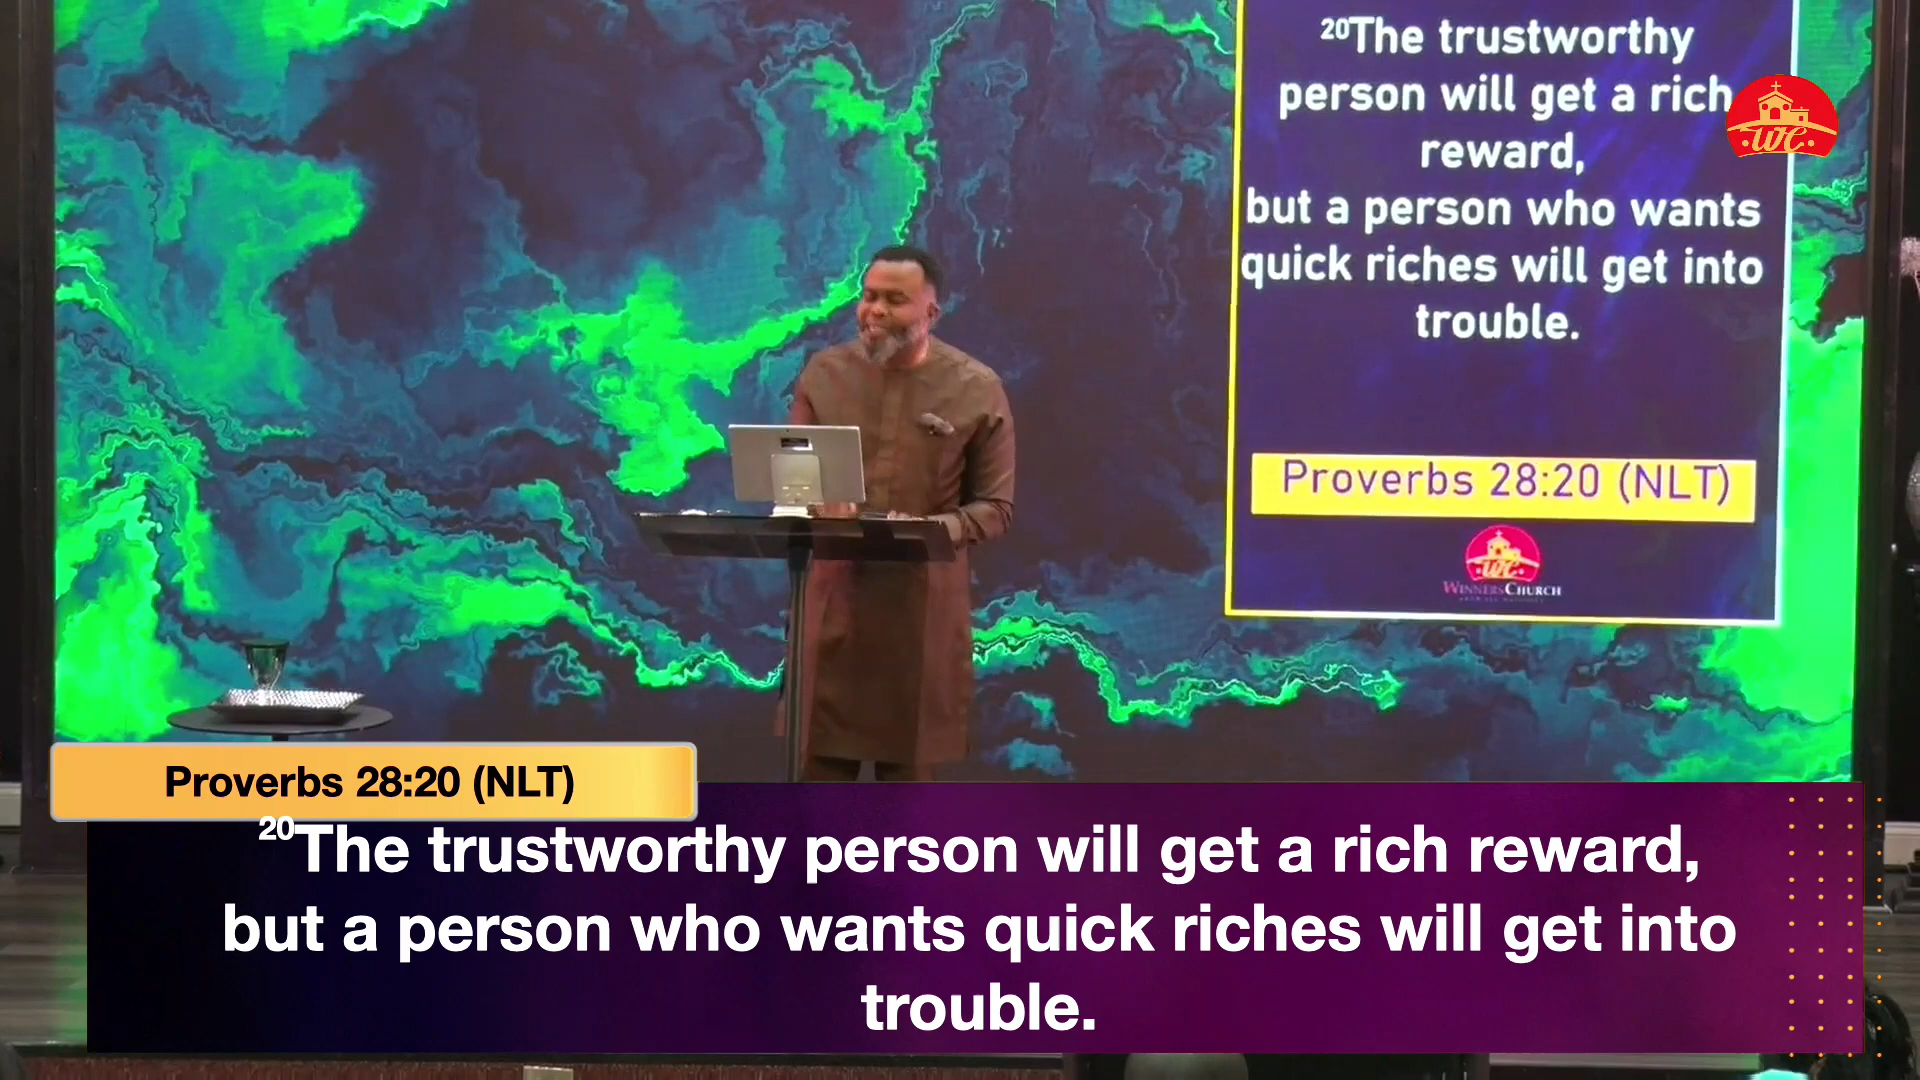 20The trustworthy
person will get a rich
reward,
but a person who wants
quick riches will get into
trouble.
WC
Proverbs 28:20 (NLT)
WC
WINNERSCHURCH
Proverbs 28:20 (NLT)
20The trustworthy person will get a rich reward,
but a person who wants quick riches will get into
trouble.